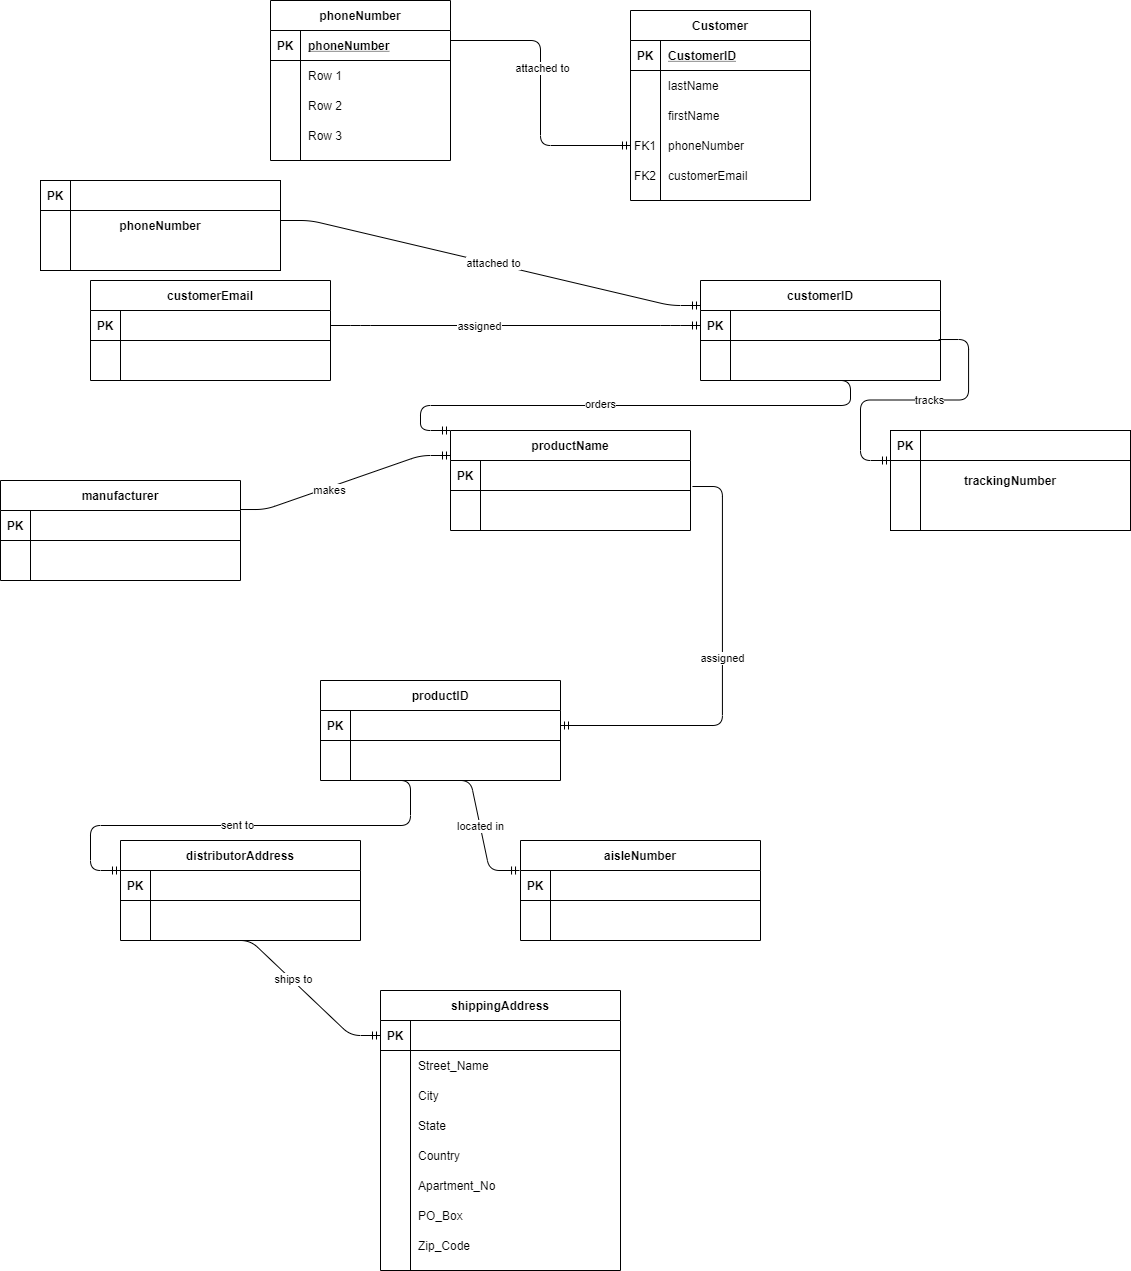 phoneNumber
PK phoneNumber
Row 1
Row 2
Row 3
attached to
Customer
PK CustomerID
lastName
firstName
FK1 phoneNumber
FK2 customerEmail
PK
phoneNumber
attached to
customerEmail
PK
assigned
customerID
PK
orders
tracks
productName
PK
PK
trackingNumber
makes
manufacturer
PK
assigned
productID
PK
sent to
located in
distributorAddress
PK
aisleNumber
PK
ships to
shippingAddress
PK
Street_Name
City
State
Country
Apartment_No
PO_Box
Zip_Code